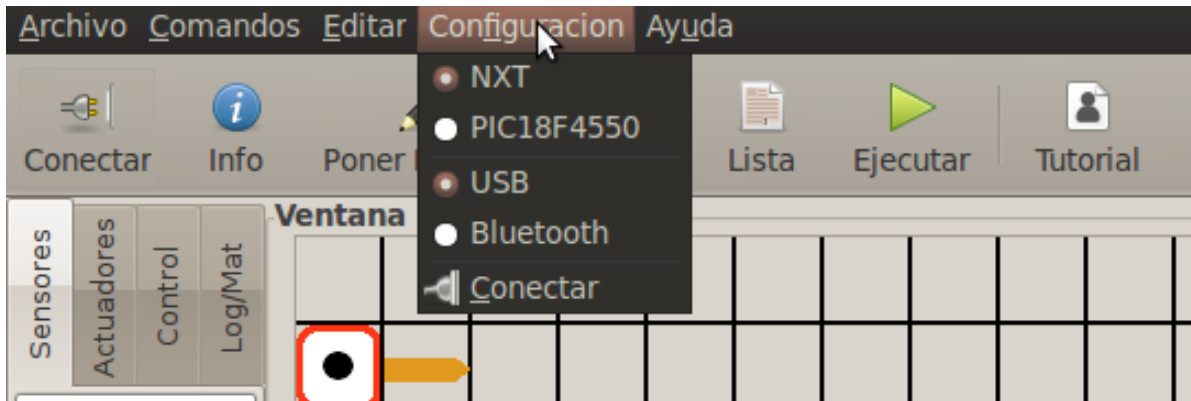 Archivo Comandos Editar Configuracion Ayuda
NXT
PIC18F4550
USB
Bluetooth
Conectar
Conectar Info Poner Lista Ejecutar Tutorial
Ventana
Sensores
Actuadores
Control
Log/Mat